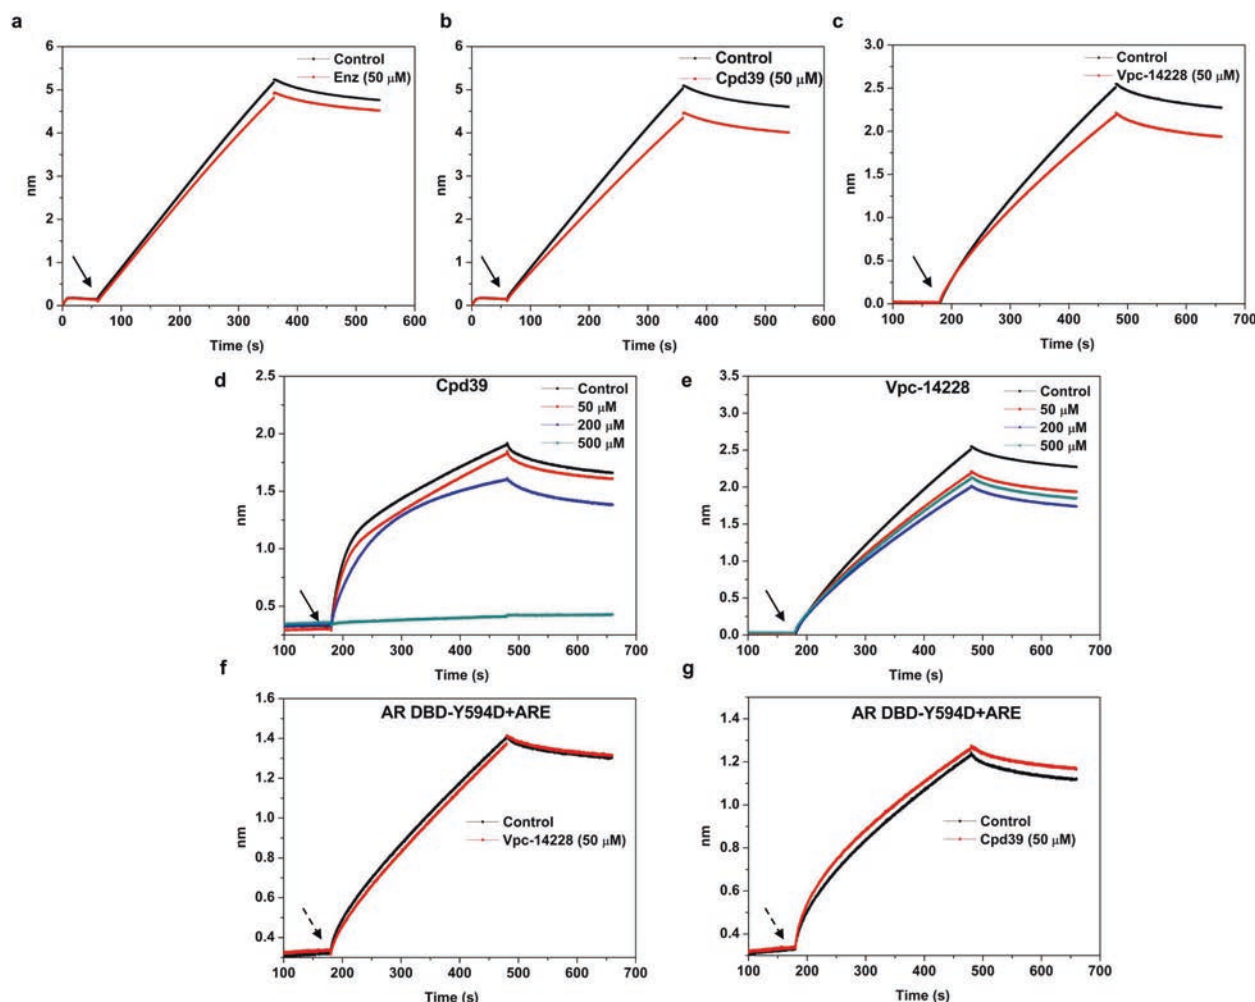 a
Control
Enz (50 μM)
6
5
4
3
2
1
0
nm
0 100 200 300 400 500 600
Time (s)
b
Control
Cpd39 (50 μM)
6
5
4
3
2
1
0
nm
0 100 200 300 400 500 600
Time (s)
c
Control
Vpc-14228 (50 μM)
3.0
2.5
2.0
1.5
1.0
0.5
0.0
nm
100 200 300 400 500 600 700
Time (s)
d
Cpd39
Control
50 μM
200 μM
500 μM
2.5
2.0
1.5
1.0
0.5
nm
100 200 300 400 500 600 700
Time (s)
e
Vpc-14228
Control
50 μM
200 μM
500 μM
3.5
3.0
2.5
2.0
1.5
1.0
0.5
0.0
nm
100 200 300 400 500 600 700
Time (s)
f
AR DBD-Y594D+ARE
Control
Vpc-14228 (50 μM)
1.6
1.4
1.2
1.0
0.8
0.6
0.4
nm
100 200 300 400 500 600 700
Time (s)
g
AR DBD-Y594D+ARE
Control
Cpd39 (50 μM)
1.4
1.2
1.0
0.8
0.6
0.4
nm
100 200 300 400 500 600 700
Time (s)